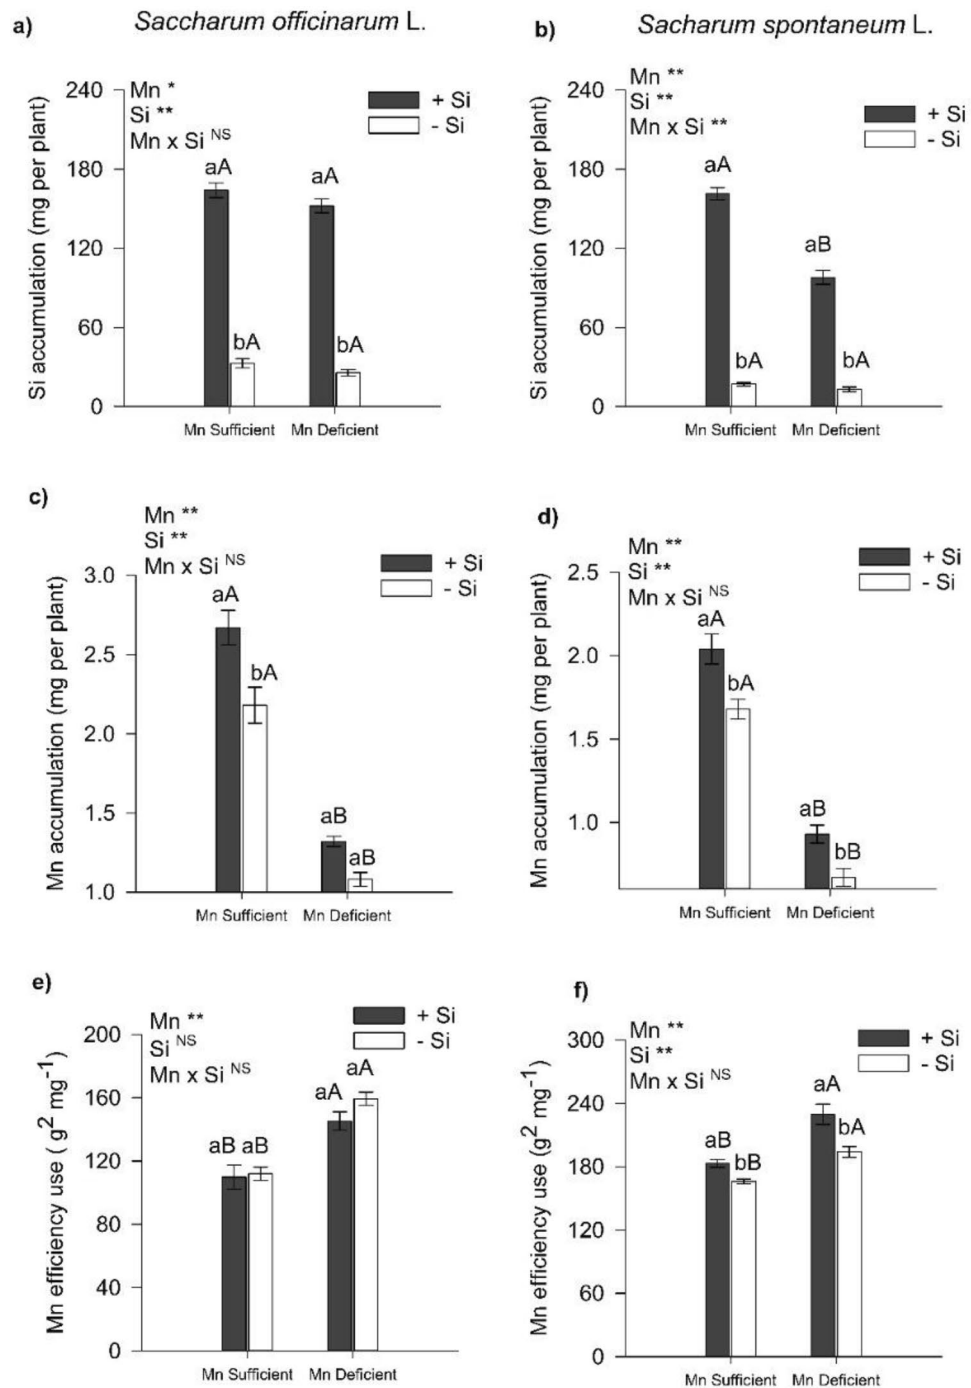 a)
Saccharum officinarum L.
Mn *
Si **
Mn x Si NS
+ Si
- Si
Si accumulation (mg per plant)
240
180
120
60
0
aA
bA
aA
bA
Mn Sufficient
Mn Deficient
b)
Sacharum spontaneum L.
Mn **
Si **
Mn x Si **
+ Si
- Si
Si accumulation (mg per plant)
240
180
120
60
0
aA
bA
aB
bA
Mn Sufficient
Mn Deficient
c)
Mn **
Si **
Mn x Si NS
+ Si
- Si
Mn accumulation (mg per plant)
3.0
2.5
2.0
1.5
1.0
aA
bA
aB
aB
Mn Sufficient
Mn Deficient
d)
Mn **
Si **
Mn x Si NS
+ Si
- Si
Mn accumulation (mg per plant)
2.5
2.0
1.5
1.0
aA
bA
aB
bB
Mn Sufficient
Mn Deficient
e)
Mn **
Si NS
Mn x Si NS
+ Si
- Si
Mn efficiency use ( g² mg⁻¹)
200
160
120
80
40
0
aB
aB
aA
aA
Mn Sufficient
Mn Deficient
f)
Mn **
Si **
Mn x Si NS
+ Si
- Si
Mn efficiency use (g² mg⁻¹)
300
240
180
120
60
0
aB
bB
aA
bA
Mn Sufficient
Mn Deficient